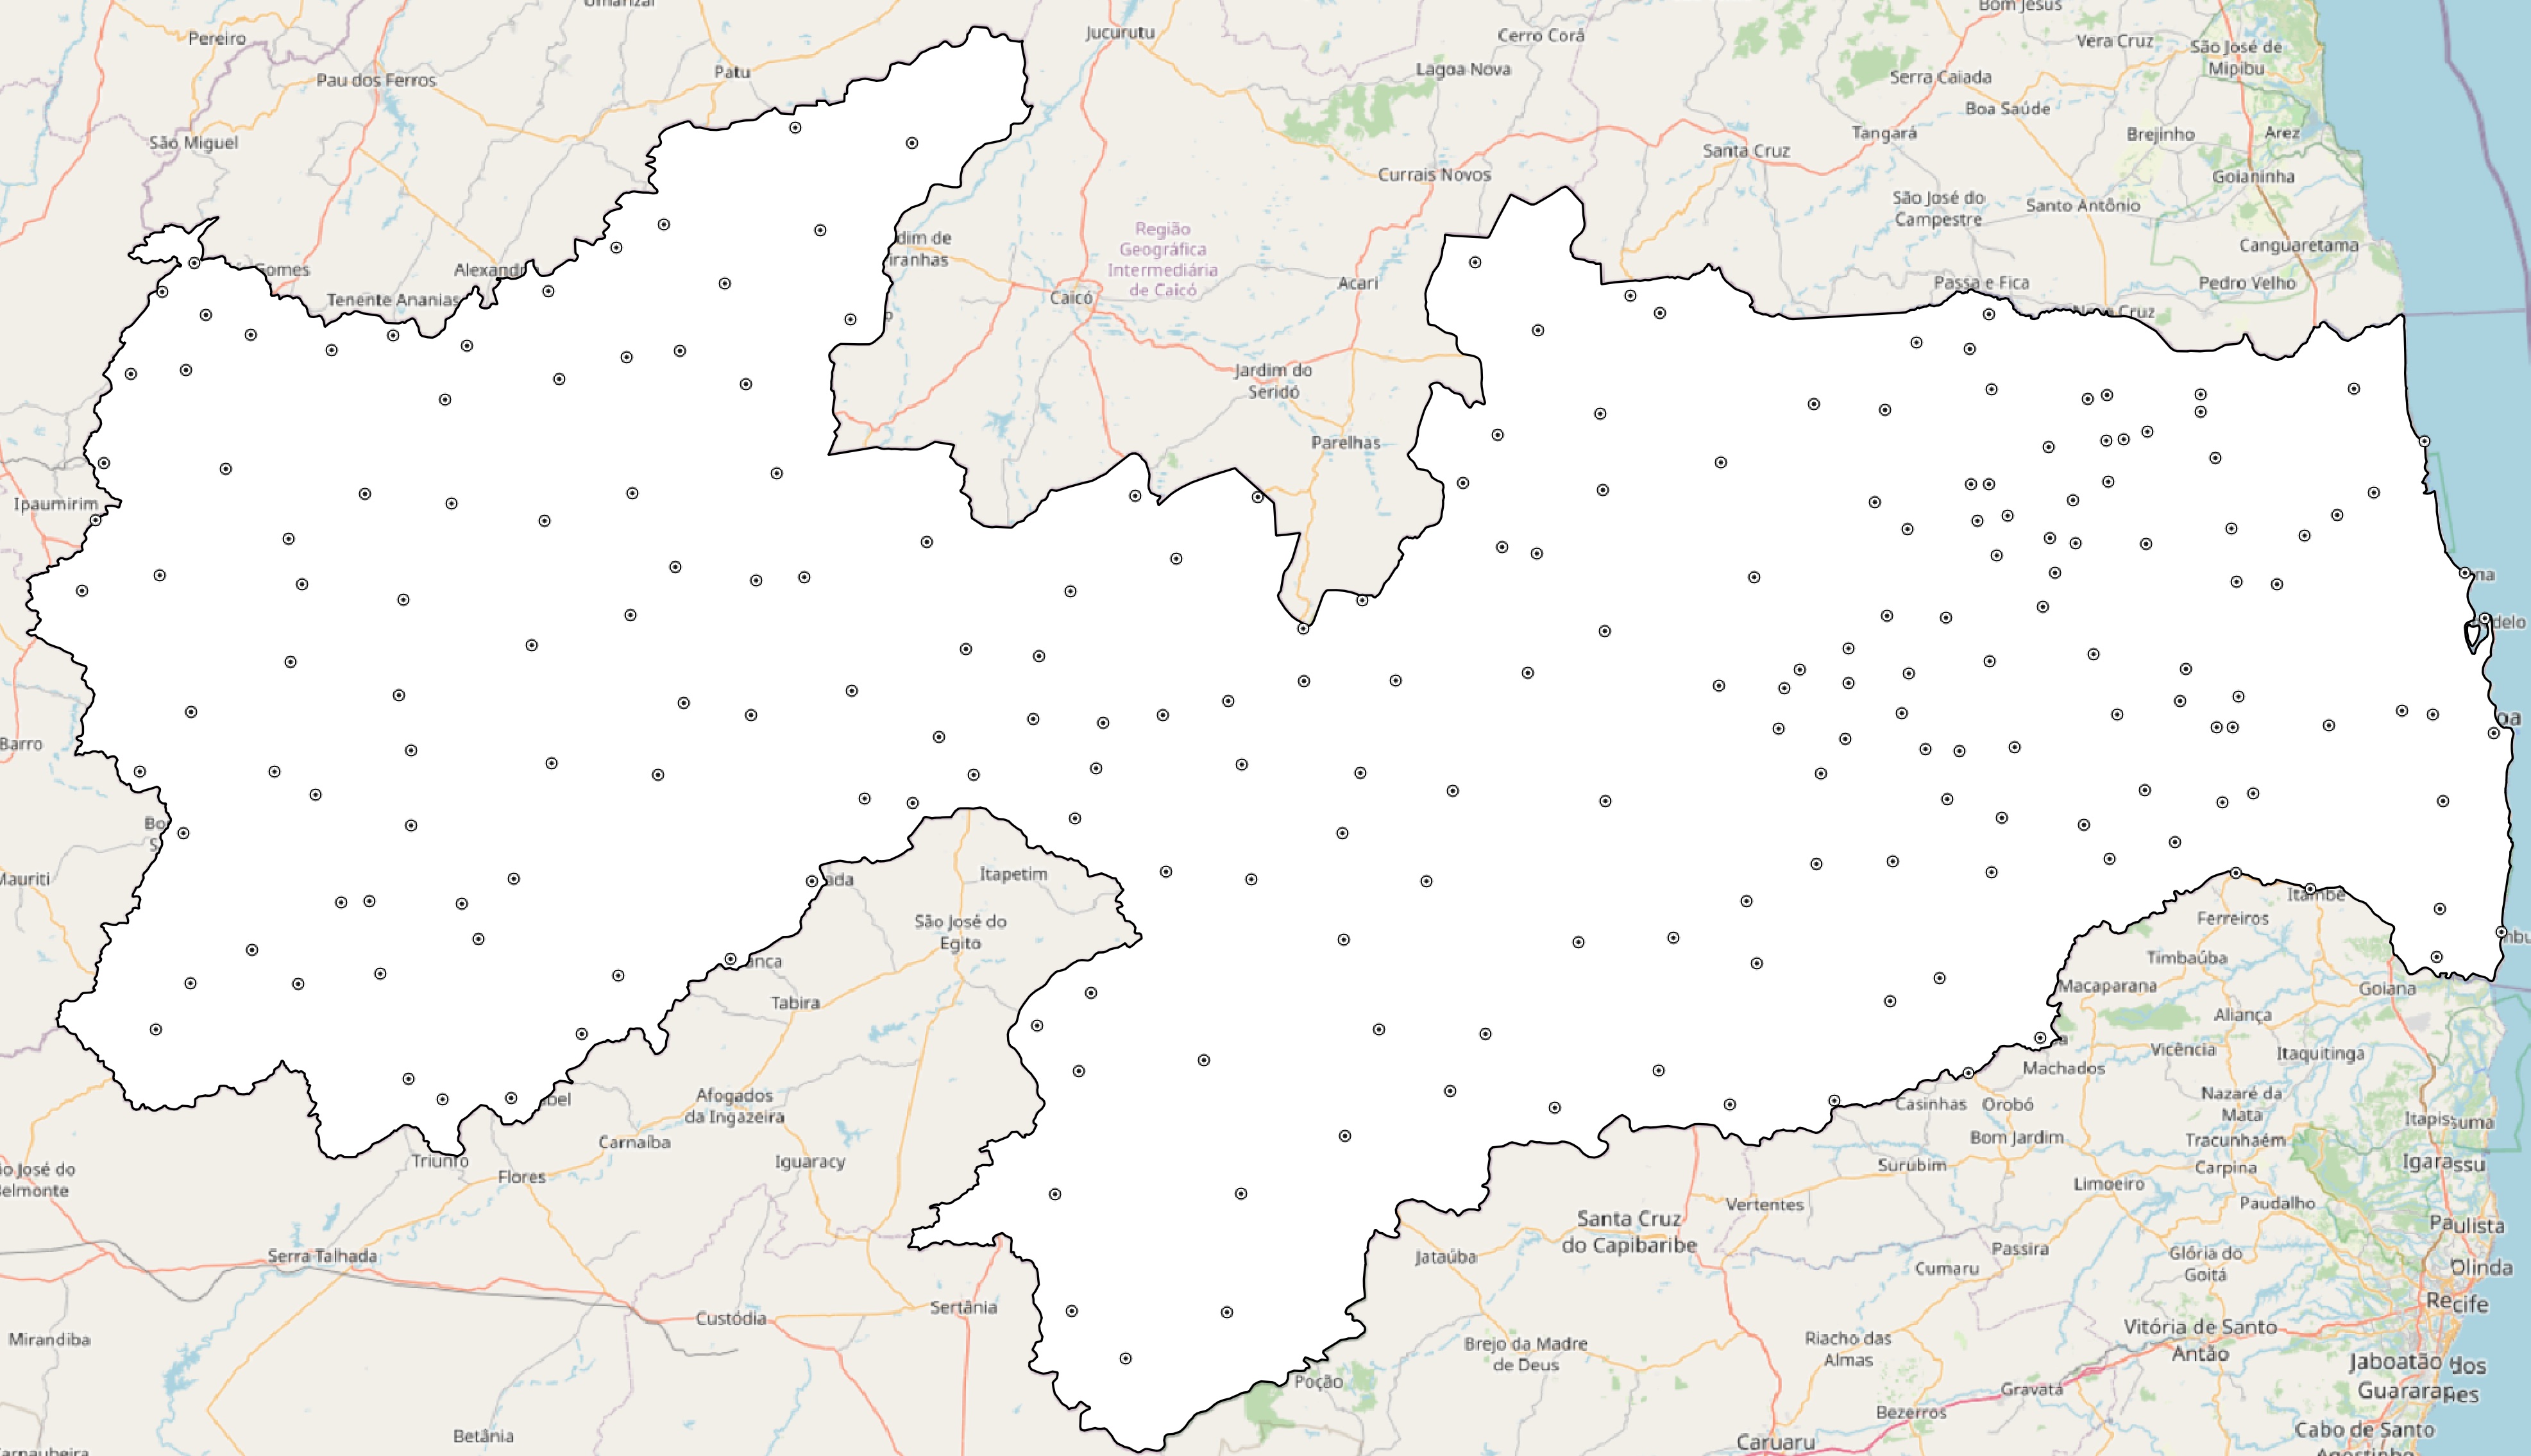 Umarizal
Bom Jesus
Pereiro
Jucurutu
Cerro Corá
Vera Cruz
São José de
Mipibu
Pau dos Ferros
Patu
Lagoa Nova
Serra Caiada
Boa Saúde
São Miguel
Tangará
Brejinho
Arez
Santa Cruz
Currais Novos
Goianinha
São José do
Campestre
Santo Antônio
Região
Geográfica
Intermediária
de Caicó
dim de
iranhas
Canguaretama
Gomes
Alexandr
Tenente Ananias
Caicó
Acari
Passa e Fica
Pedro Velho
Nova Cruz
Jardim do
Seridó
Parelhas
Ipaumirim
na
delo
oa
Barro
Bo
S
Mauriti
ada
Itapetim
Itambé
São José do
Egito
Ferreiros
mbu
anca
Timbaúba
Tabira
Macaparana
Goiana
Aliança
a
Vicência
Itaquitinga
Machados
Afogados
da Ingazeira
bel
Casinhas
Orobó
Nazaré da
Mata
Itapissuma
Carnaíba
Bom Jardim
Tracunhaém
Triunfo
Iguaracy
Surubim
Carpina
Igarassu
ão José do
Belmonte
Flores
Limoeiro
Vertentes
Paudalho
Santa Cruz
do Capibaribe
Paulista
Serra Talhada
Jataúba
Passira
Glória do
Goitá
Cumaru
Olinda
Sertânia
Recife
Custódia
Mirandiba
Brejo da Madre
de Deus
Riacho das
Almas
Vitória de Santo
Antão
Jaboatão dos
Guararapes
Poção
Gravatá
Bezerros
Betânia
Caruaru
Cabo de Santo
Agostinho
Carnaubeira